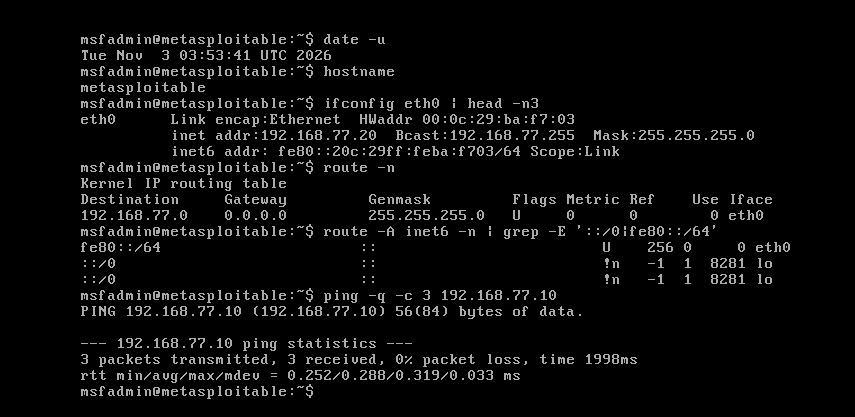 msfadmin@metasploitable:~$ date -u
Tue Nov  3 03:53:41 UTC 2026
msfadmin@metasploitable:~$ hostname
metasploitable
msfadmin@metasploitable:~$ ifconfig eth0 | head -n3
eth0      Link encap:Ethernet  HWaddr 00:0c:29:ba:f7:03
          inet addr:192.168.77.20  Bcast:192.168.77.255  Mask:255.255.255.0
          inet6 addr: fe80::20c:29ff:feba:f703/64 Scope:Link
msfadmin@metasploitable:~$ route -n
Kernel IP routing table
Destination     Gateway         Genmask         Flags Metric Ref    Use Iface
192.168.77.0    0.0.0.0         255.255.255.0   U     0      0        0 eth0
msfadmin@metasploitable:~$ route -A inet6 -n | grep -E '::/0|fe80::/64'
fe80::/64                      ::                         U    256 0     0 eth0
::/0                           ::                         !n   -1  1  8281 lo
::/0                           ::                         !n   -1  1  8281 lo
msfadmin@metasploitable:~$ ping -q -c 3 192.168.77.10
PING 192.168.77.10 (192.168.77.10) 56(84) bytes of data.

--- 192.168.77.10 ping statistics ---
3 packets transmitted, 3 received, 0% packet loss, time 1998ms
rtt min/avg/max/mdev = 0.252/0.288/0.319/0.033 ms
msfadmin@metasploitable:~$